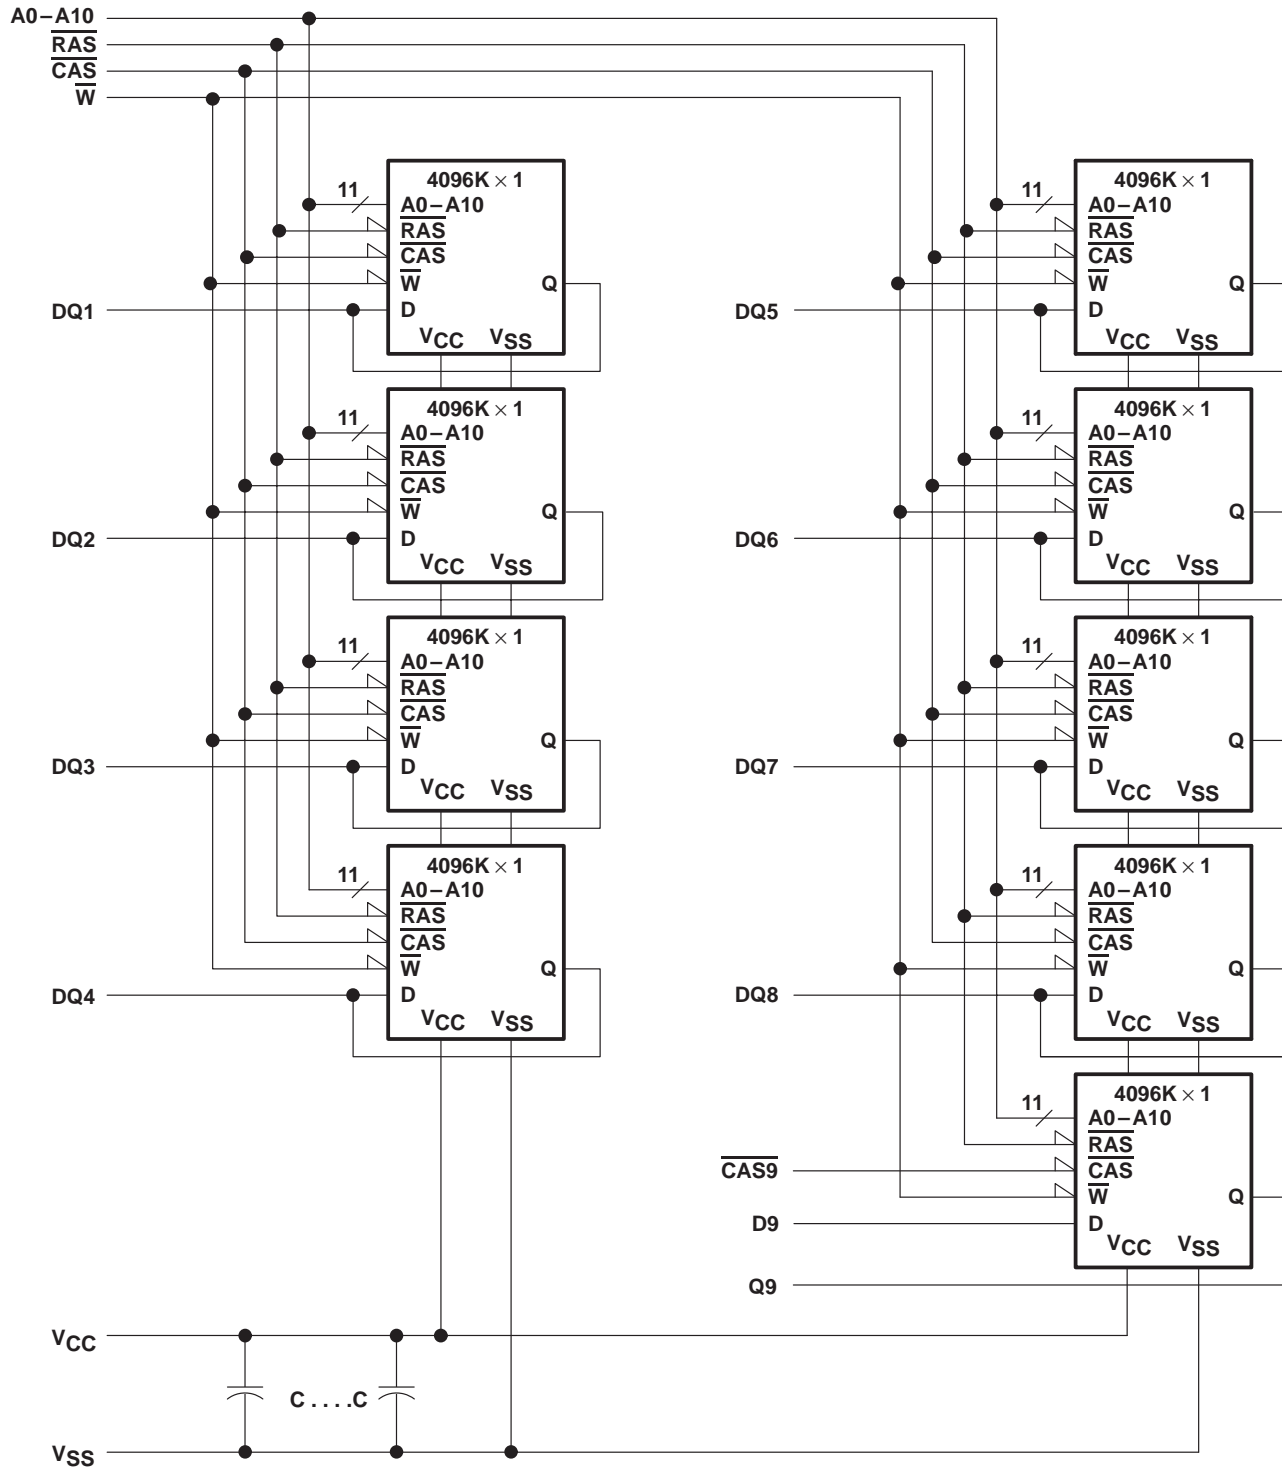 A0–A10
RAS
CAS
W
4096K × 1
11
A0–A10
RAS
CAS
W
Q
DQ1
D
VCC VSS
4096K × 1
11
A0–A10
RAS
CAS
W
Q
DQ2
D
VCC VSS
4096K × 1
11
A0–A10
RAS
CAS
W
Q
DQ3
D
VCC VSS
4096K × 1
11
A0–A10
RAS
CAS
W
Q
DQ4
D
VCC VSS
4096K × 1
11
A0–A10
RAS
CAS
W
Q
DQ5
D
VCC VSS
4096K × 1
11
A0–A10
RAS
CAS
W
Q
DQ6
D
VCC VSS
4096K × 1
11
A0–A10
RAS
CAS
W
Q
DQ7
D
VCC VSS
4096K × 1
11
A0–A10
RAS
CAS
W
Q
DQ8
D
VCC VSS
4096K × 1
11
A0–A10
RAS
CAS9
CAS
W
Q
D9
D
VCC VSS
Q9
VCC
C . . . . C
VSS